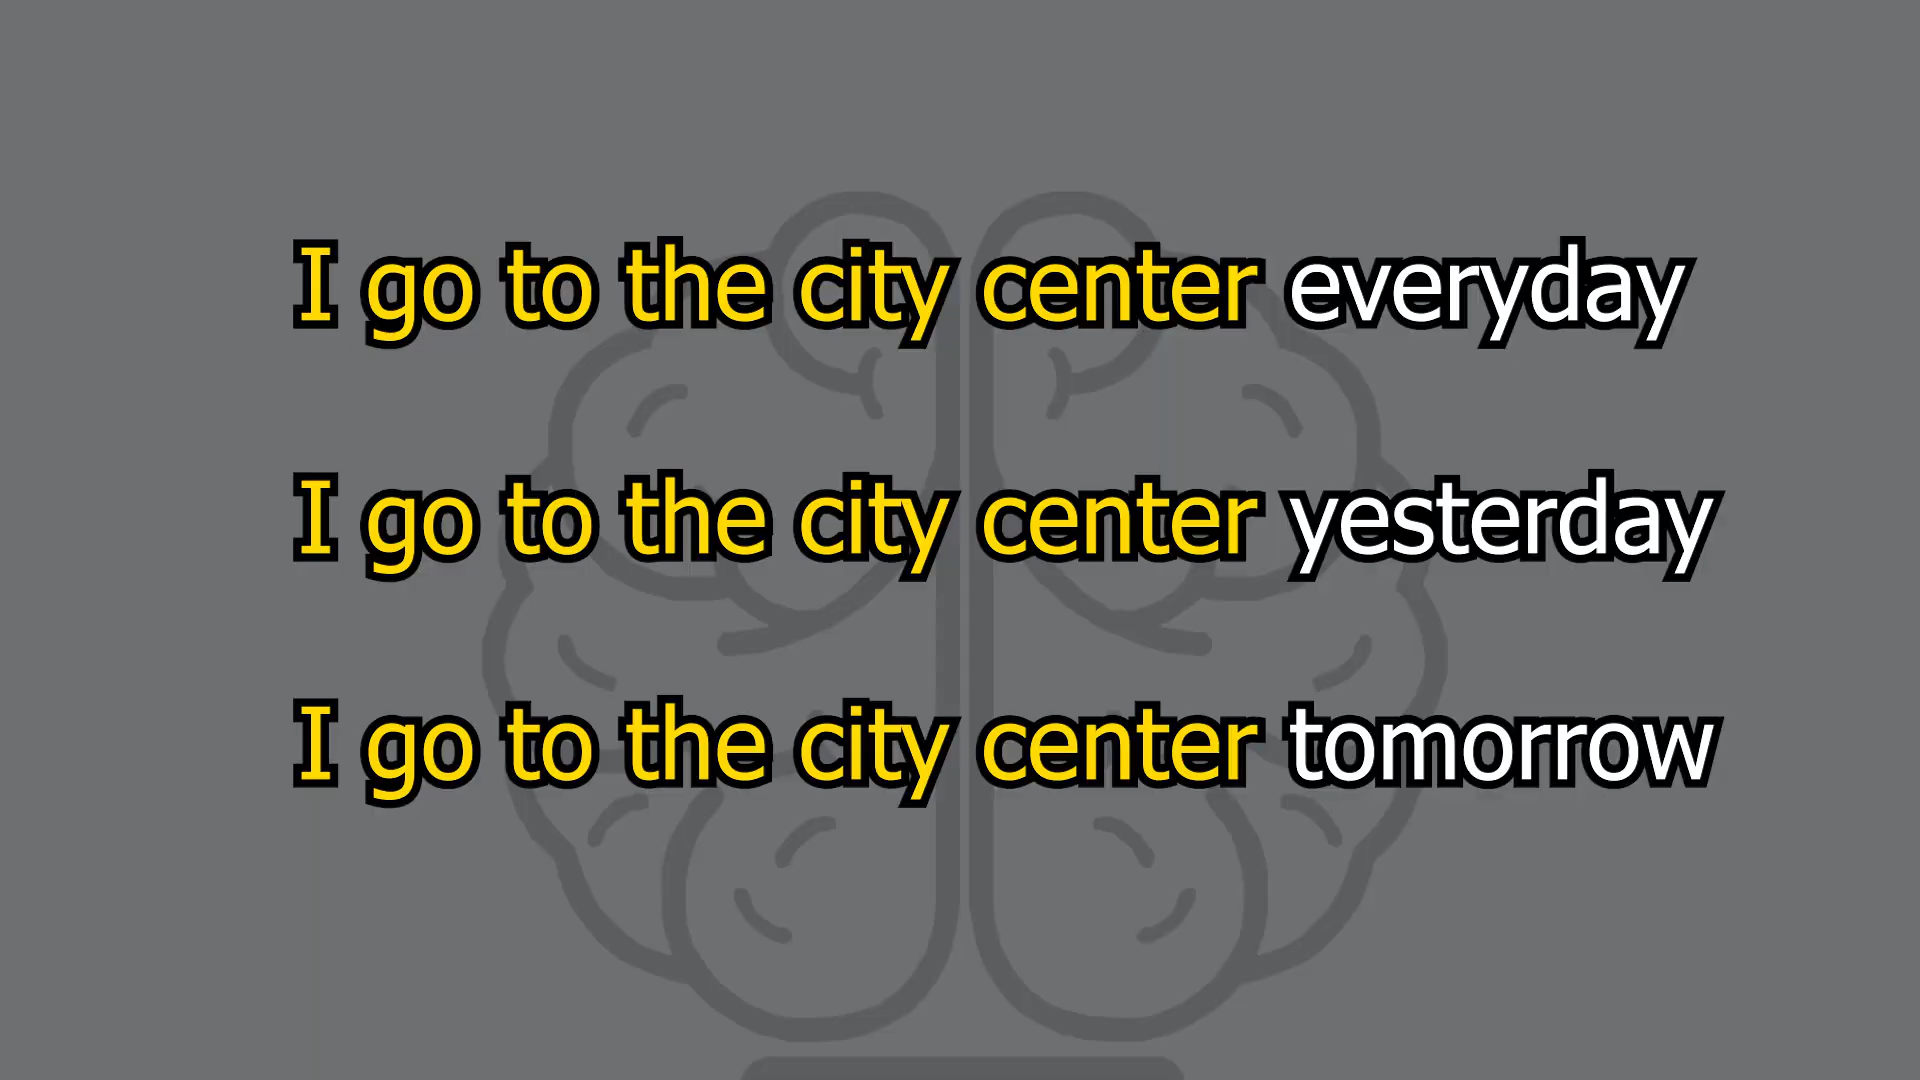 I go to the city center everyday
I go to the city center yesterday
I go to the city center tomorrow